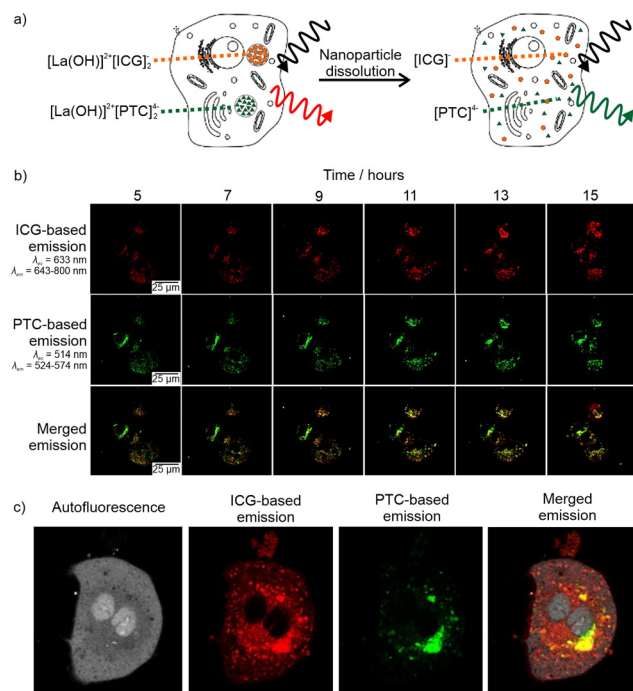 a)
[La(OH)]²⁺[ICG]⁻₂
[La(OH)]²⁺₂[PTC]⁴⁻
Nanoparticle
dissolution
[ICG]⁻
[PTC]⁴⁻
b)
Time / hours
5 7 9 11 13 15
ICG-based
emission
λex = 633 nm
λem = 643-800 nm
25 µm
PTC-based
emission
λex = 514 nm
λem = 524-574 nm
25 µm
Merged
emission
25 µm
c)
Autofluorescence
ICG-based
emission
PTC-based
emission
Merged
emission